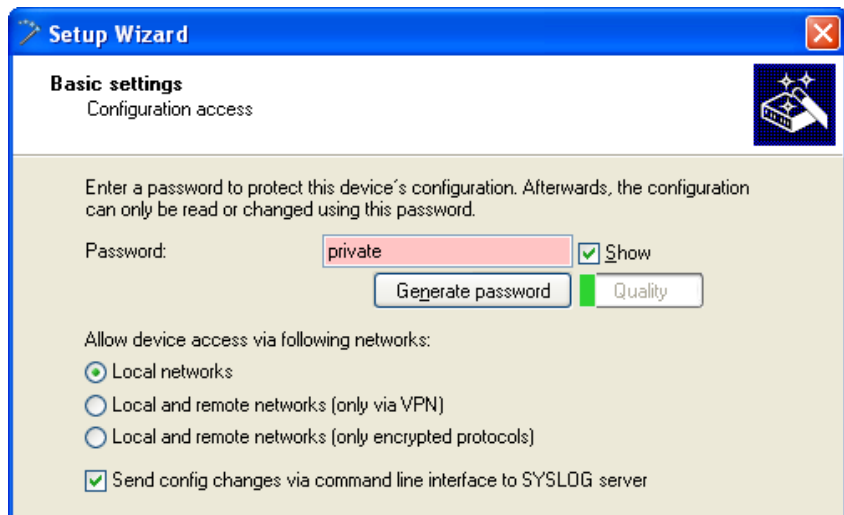 Setup Wizard
Basic settings
Configuration access
Enter a password to protect this device´s configuration. Afterwards, the configuration
can only be read or changed using this password.
Password:
private
Show
Generate password
Quality
Allow device access via following networks:
Local networks
Local and remote networks (only via VPN)
Local and remote networks (only encrypted protocols)
Send config changes via command line interface to SYSLOG server